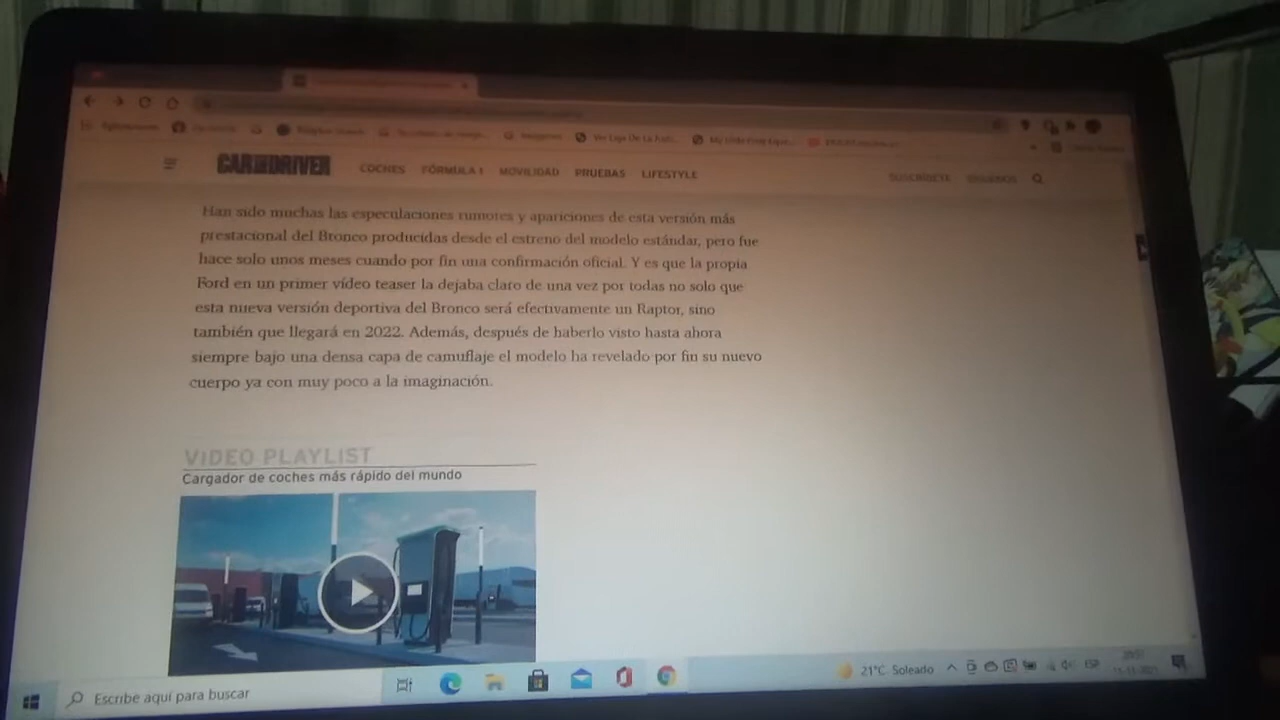 CAR AND DRIVER
COCHES FÓRMULA 1 MOVILIDAD PRUEBAS LIFESTYLE
SUSCRÍBETE SÍGUENOS
Han sido muchas las especulaciones rumores y apariciones de esta versión más
prestacional del Bronco producidas desde el estreno del modelo estándar, pero fue
hace solo unos meses cuando por fin una confirmación oficial. Y es que la propia
Ford en un primer vídeo teaser la dejaba claro de una vez por todas no solo que
esta nueva versión deportiva del Bronco será efectivamente un Raptor, sino
también que llegará en 2022. Además, después de haberlo visto hasta ahora
siempre bajo una densa capa de camuflaje el modelo ha revelado por fin su nuevo
cuerpo ya con muy poco a la imaginación.
VIDEO PLAYLIST
Cargador de coches más rápido del mundo
Escribe aquí para buscar
21°C Soleado
ESP